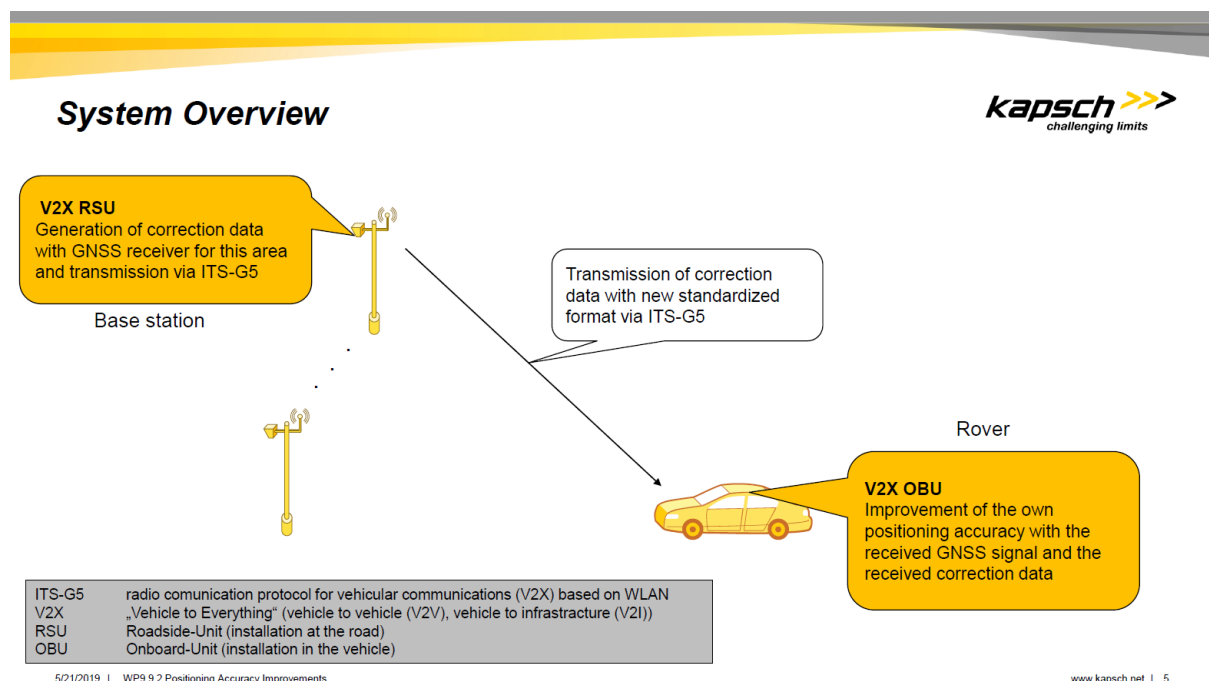 System Overview
kapsch >>>
challenging limits
V2X RSU
Generation of correction data
with GNSS receiver for this area
and transmission via ITS-G5
Base station
Transmission of correction
data with new standardized
format via ITS-G5
Rover
V2X OBU
Improvement of the own
positioning accuracy with the
received GNSS signal and the
received correction data
ITS-G5 radio comunication protocol for vehicular communications (V2X) based on WLAN
V2X „Vehicle to Everything“ (vehicle to vehicle (V2V), vehicle to infrastracture (V2I))
RSU Roadside-Unit (installation at the road)
OBU Onboard-Unit (installation in the vehicle)
5/21/2019 | WP9 9.2 Positioning Accuracy Improvements
www.kapsch.net | 5